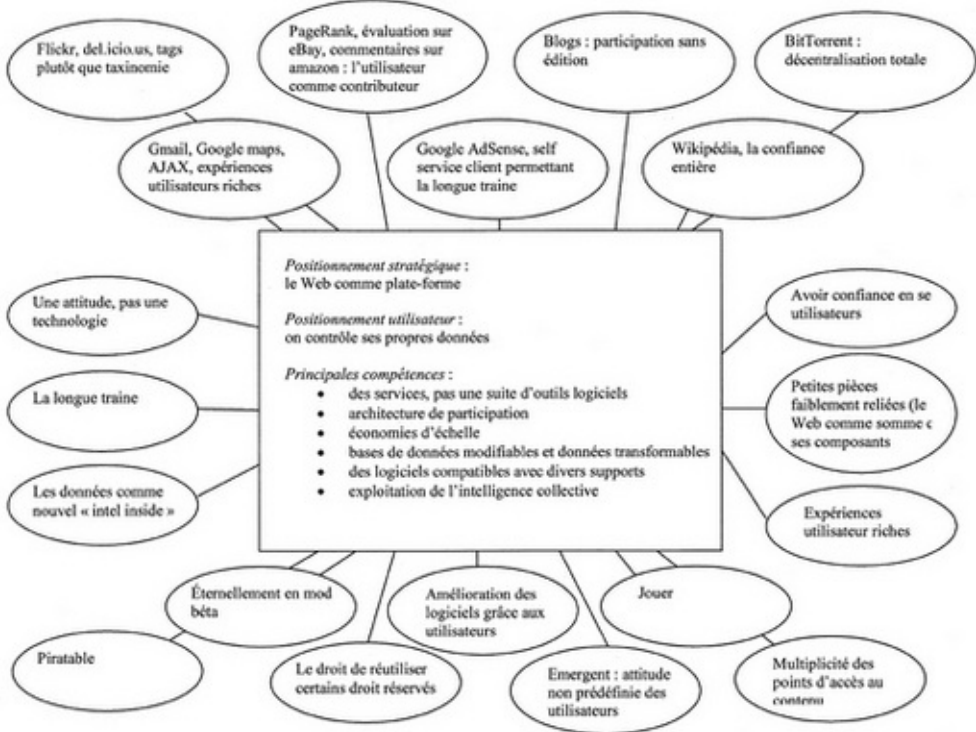 Flickr, del.icio.us, tags
plutôt que taxinomie
PageRank, évaluation sur
eBay, commentaires sur
amazon : l'utilisateur
comme contributeur
Blogs : participation sans
édition
BitTorrent :
décentralisation totale
Gmail, Google maps,
AJAX, expériences
utilisateurs riches
Google AdSense, self
service client permettant
la longue traine
Wikipédia, la confiance
entière
Positionnement stratégique :
le Web comme plate-forme
Positionnement utilisateur :
on contrôle ses propres données
Principales compétences :
• des services, pas une suite d'outils logiciels
• architecture de participation
• économies d'échelle
• bases de données modifiables et données transformables
• des logiciels compatibles avec divers supports
• exploitation de l'intelligence collective
Une attitude, pas une
technologie
La longue traine
Les données comme
nouvel « intel inside »
Avoir confiance en se
utilisateurs
Petites pièces
faiblement reliées (le
Web comme somme c
ses composants
Expériences
utilisateur riches
Éternellement en mod
bêta
Amélioration des
logiciels grâce aux
utilisateurs
Jouer
Piratable
Le droit de réutiliser
certains droit réservés
Emergent : attitude
non prédéfinie des
utilisateurs
Multiplicité des
points d'accès au
contenu